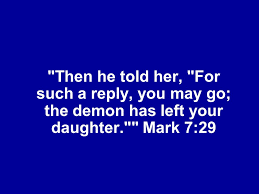 "Then he told her, "For
such a reply, you may go;
the demon has left your
daughter."" Mark 7:29